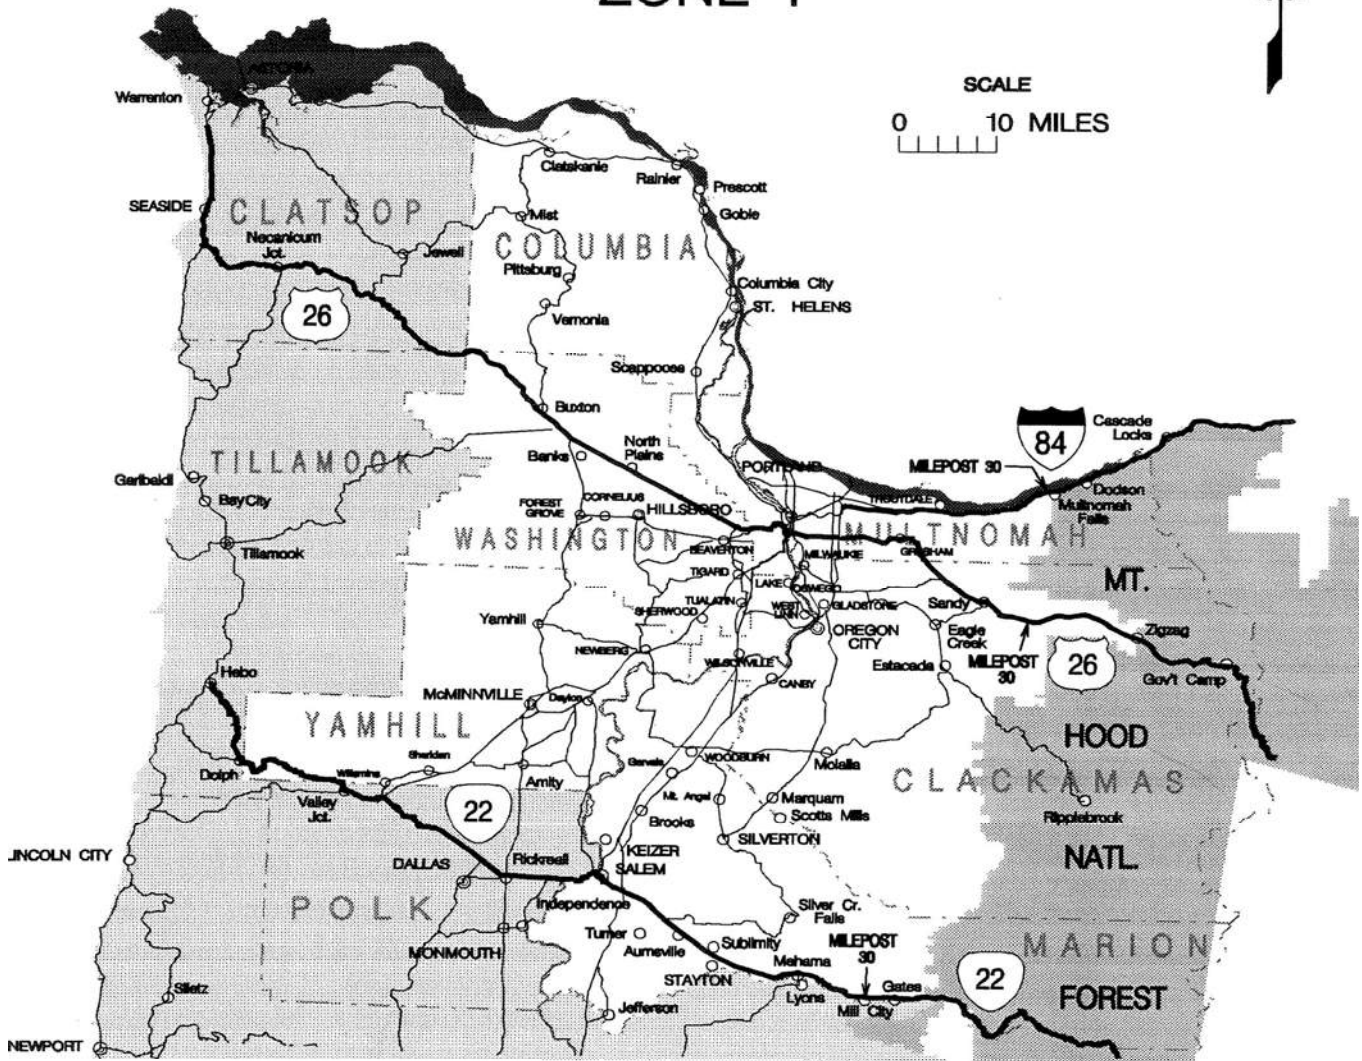 ZONE 1
SCALE
0 10 MILES
ASTORIA
Warrenton
Clatskanie
Rainier
Prescott
Goble
SEASIDE
CLATSOP
Necanicum
Jct.
Jewell
Mist
COLUMBIA
Pittsburg
Columbia City
ST. HELENS
26
Vernonia
Scappoose
Buxton
Cascade
Locks
84
MILEPOST 30
Dodson
Multnomah
Falls
North
Plains
Banks
PORTLAND
TROUTDALE
TILLAMOOK
Garibaldi
BayCity
Tillamook
FOREST
GROVE
CORNELIUS
HILLSBORO
WASHINGTON
BEAVERTON
MULTNOMAH
GRESHAM
MILWAUKIE
TIGARD
LAKE
OSWEGO
MT.
TUALATIN
SHERWOOD
WEST
LINN
GLADSTONE
Sandy
OREGON
CITY
Eagle
Creek
MILEPOST
30
Zigzag
26
Gov't Camp
Yamhill
NEWBERG
WILSONVILLE
Estacada
CANBY
Hebo
McMINNVILLE
Dayton
YAMHILL
HOOD
Sheridan
Dolph
Willamina
Valley
Jct.
Amity
Gervais
WOODBURN
Molalla
CLACKAMAS
22
Mt. Angel
Marquam
Scotts Mills
Brooks
Ripplebrook
KEIZER
SILVERTON
NATL.
LINCOLN CITY
DALLAS
Rickreall
SALEM
POLK
Independence
MONMOUTH
Silver Cr.
Falls
Turner
Aumsville
Sublimity
STAYTON
MILEPOST
30
MARION
Mehama
Lyons
Gates
Mill City
22
FOREST
Siletz
Jefferson
NEWPORT